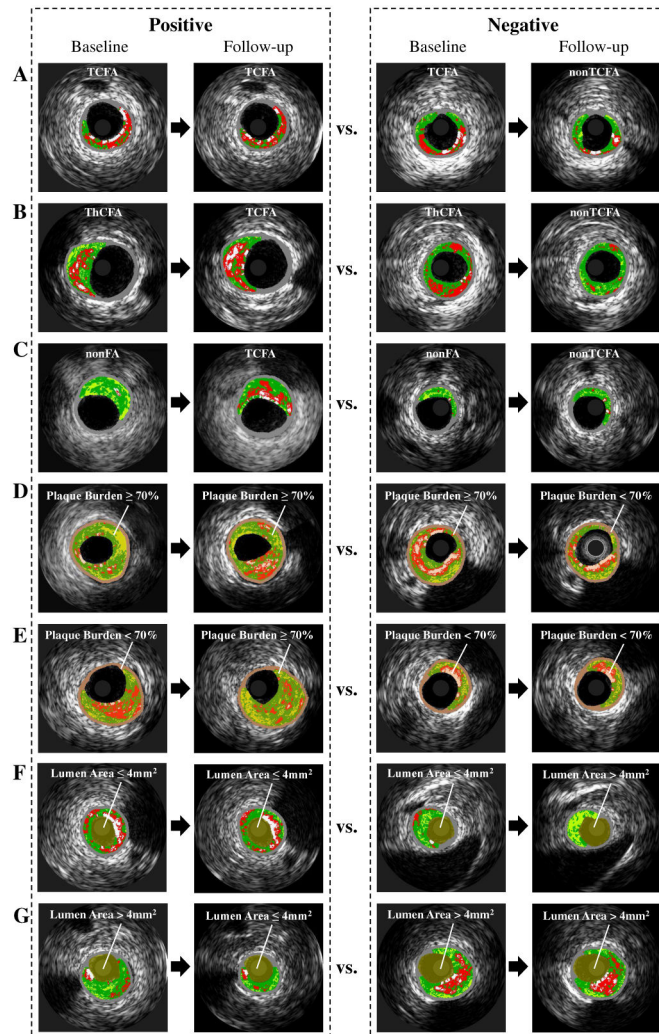 Positive Negative
Baseline Follow-up Baseline Follow-up
A TCFA TCFA vs. TCFA nonTCFA
B ThCFA TCFA vs. ThCFA nonTCFA
C nonFA TCFA vs. nonFA nonTCFA
D Plaque Burden ≥ 70% Plaque Burden ≥ 70% vs. Plaque Burden ≥ 70% Plaque Burden < 70%
E Plaque Burden < 70% Plaque Burden ≥ 70% vs. Plaque Burden < 70% Plaque Burden < 70%
F Lumen Area ≤ 4mm² Lumen Area ≤ 4mm² vs. Lumen Area ≤ 4mm² Lumen Area > 4mm²
G Lumen Area > 4mm² Lumen Area ≤ 4mm² vs. Lumen Area > 4mm² Lumen Area > 4mm²